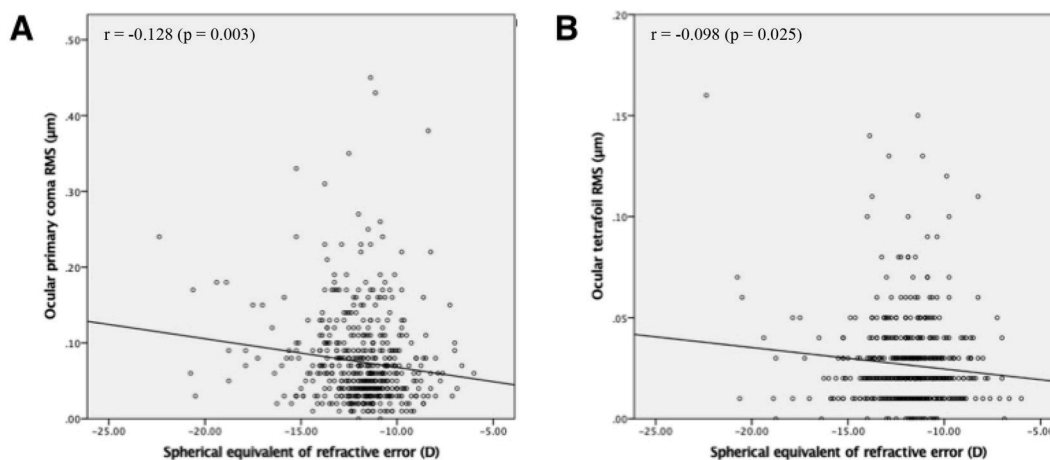 A
r = -0.128 (p = 0.003)
Ocular primary coma RMS (µm)
.50
.40
.30
.20
.10
.00
-25.00 -20.00 -15.00 -10.00 -5.00
Spherical equivalent of refractive error (D)
B
r = -0.098 (p = 0.025)
Ocular tetrafoil RMS (µm)
.20
.15
.10
.05
.00
-25.00 -20.00 -15.00 -10.00 -5.00
Spherical equivalent of refractive error (D)